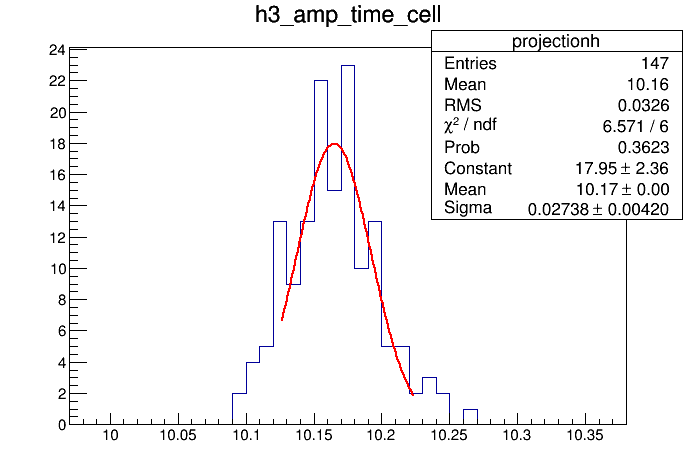 h3_amp_time_cell
projectionh
Entries 147
Mean 10.16
RMS 0.0326
χ² / ndf 6.571 / 6
Prob 0.3623
Constant 17.95 ± 2.36
Mean 10.17 ± 0.00
Sigma 0.02738 ± 0.00420
24
22
20
18
16
14
12
10
8
6
4
2
0
10 10.05 10.1 10.15 10.2 10.25 10.3 10.35